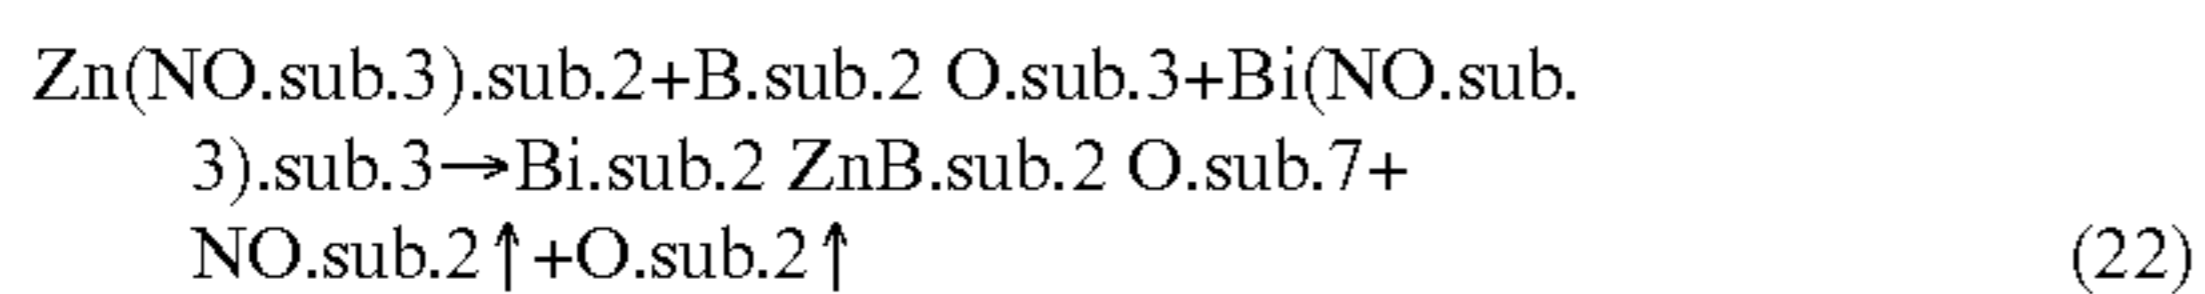 Zn(NO.sub.3).sub.2+B.sub.2 O.sub.3+Bi(NO.sub.
3).sub.3→Bi.sub.2 ZnB.sub.2 O.sub.7+
NO.sub.2↑+O.sub.2↑ (22)